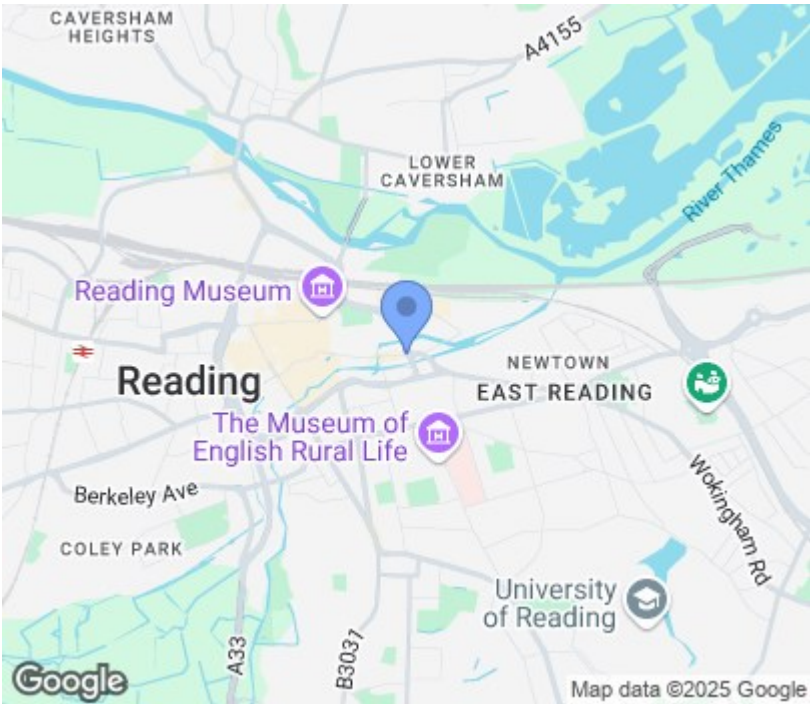 CAVERSHAM
HEIGHTS
A4155
LOWER
CAVERSHAM
River Thames
Reading Museum
Reading
NEWTOWN
EAST READING
The Museum of
English Rural Life
Berkeley Ave
Wokingham Rd
COLEY PARK
University
of Reading
A33
B3031
Google
Map data ©2025 Google